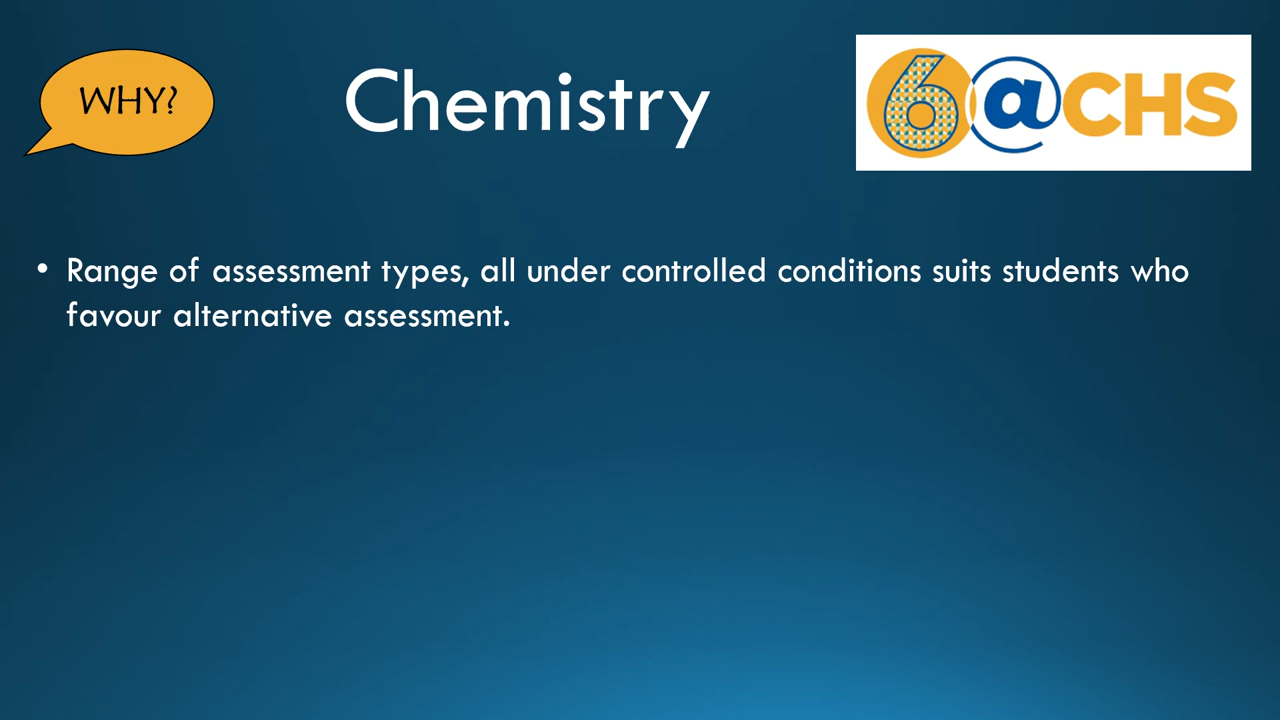 WHY?
Chemistry
6@CHS
• Range of assessment types, all under controlled conditions suits students who
favour alternative assessment.